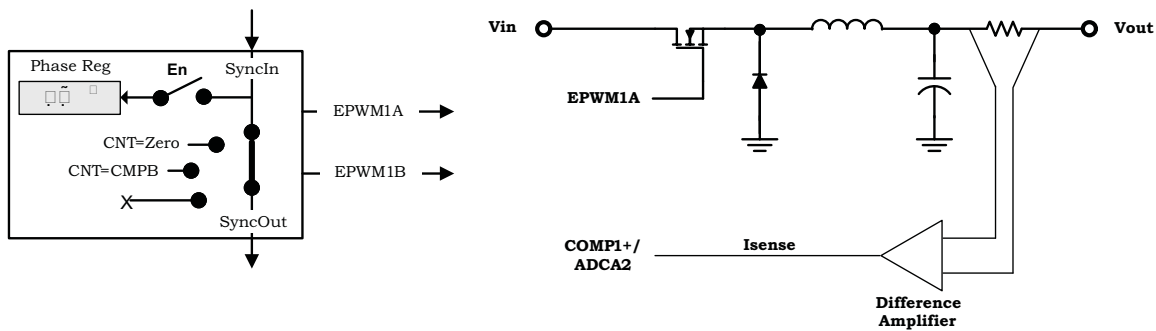 Phase Reg
En
SyncIn
CNT=Zero
CNT=CMPB
X
SyncOut
EPWM1A
EPWM1B
Vin
Vout
EPWM1A
COMP1+/
ADCA2
Isense
Difference
Amplifier